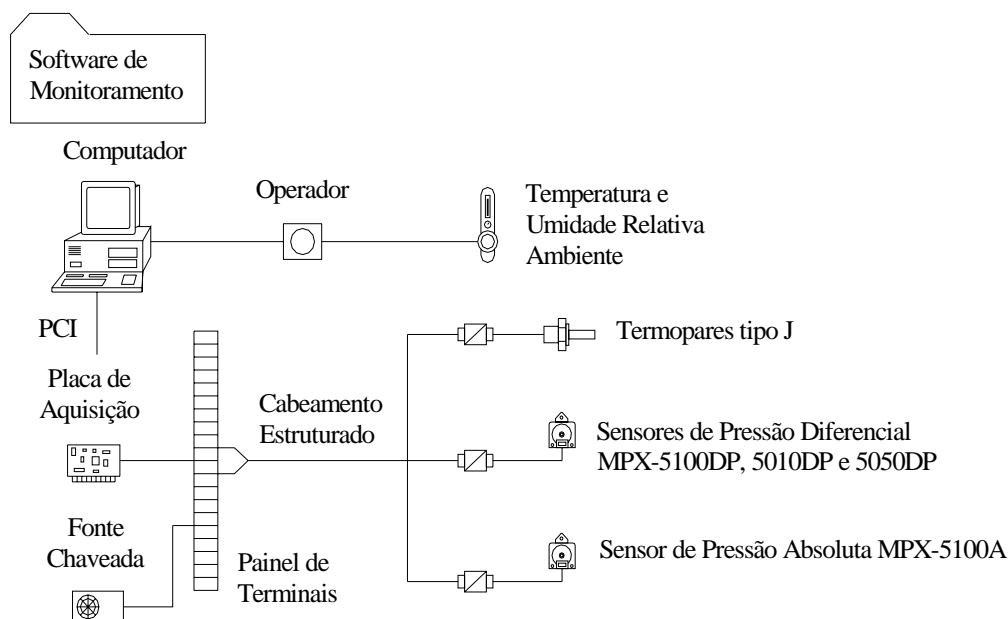 Software de
Monitoramento
Computador
Operador
Temperatura e
Umidade Relativa
Ambiente
PCI
Termopares tipo J
Placa de
Aquisição
Cabeamento
Estruturado
Sensores de Pressão Diferencial
MPX-5100DP, 5010DP e 5050DP
Fonte
Chaveada
Painel de
Terminais
Sensor de Pressão Absoluta MPX-5100A